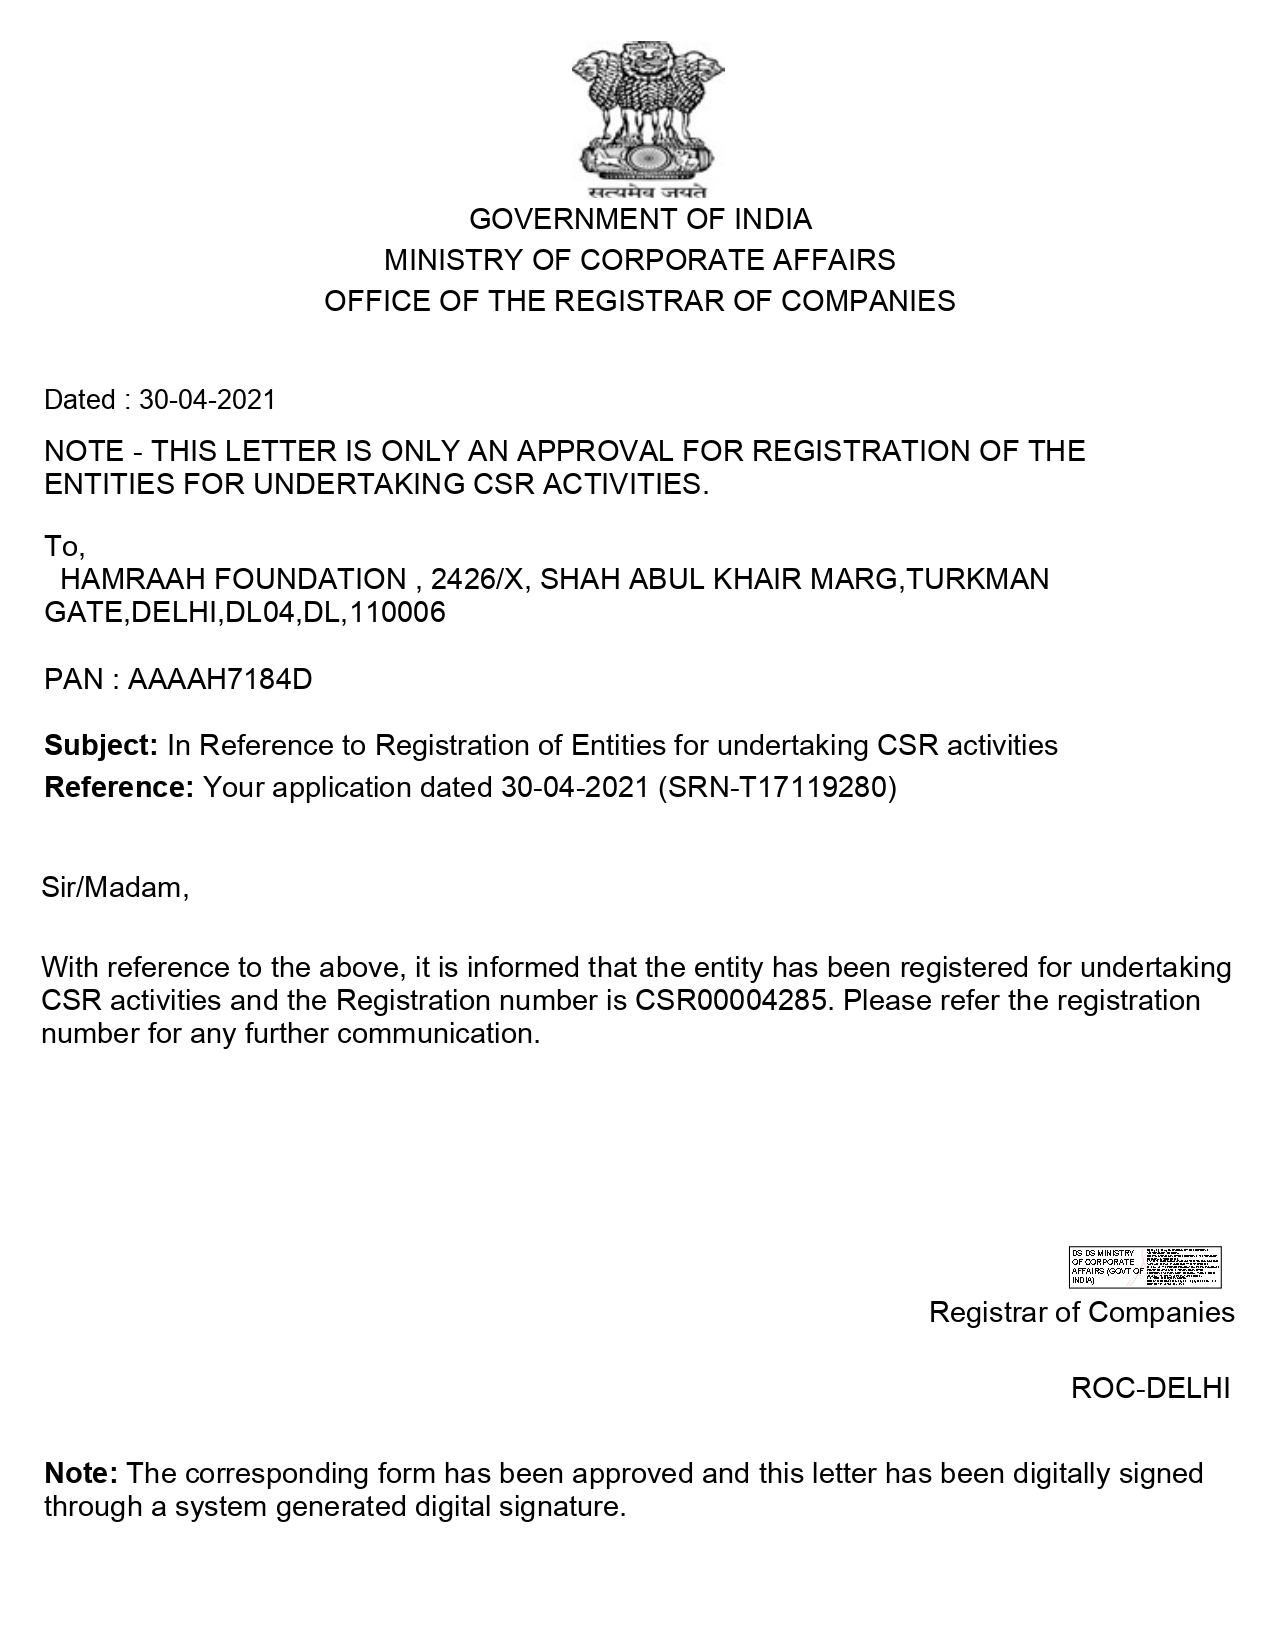 सत्यमेव जयते
GOVERNMENT OF INDIA
MINISTRY OF CORPORATE AFFAIRS
OFFICE OF THE REGISTRAR OF COMPANIES
Dated : 30-04-2021
NOTE - THIS LETTER IS ONLY AN APPROVAL FOR REGISTRATION OF THE
ENTITIES FOR UNDERTAKING CSR ACTIVITIES.
To,
HAMRAAH FOUNDATION , 2426/X, SHAH ABUL KHAIR MARG,TURKMAN
GATE,DELHI,DL04,DL,110006
PAN : AAAAH7184D
Subject: In Reference to Registration of Entities for undertaking CSR activities
Reference: Your application dated 30-04-2021 (SRN-T17119280)
Sir/Madam,
With reference to the above, it is informed that the entity has been registered for undertaking
CSR activities and the Registration number is CSR00004285. Please refer the registration
number for any further communication.
DS DS MINISTRY
OF CORPORATE
AFFAIRS (GOVT OF
INDIA)
Registrar of Companies
ROC-DELHI
Note: The corresponding form has been approved and this letter has been digitally signed
through a system generated digital signature.